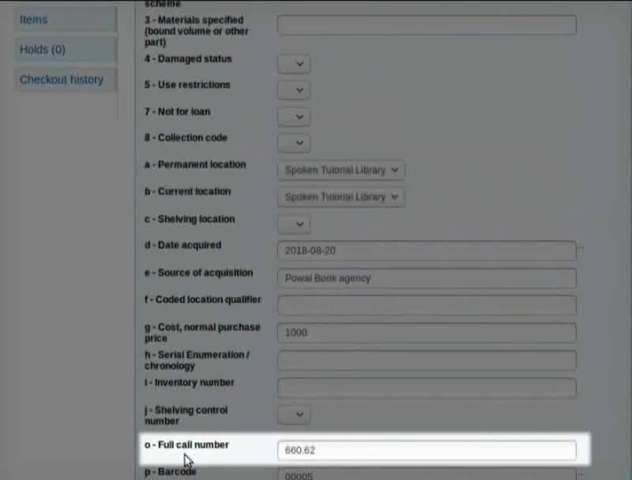 scheme
Items
3 - Materials specified
(bound volume or other
part)
Holds (0)
4 - Damaged status
Checkout history
5 - Use restrictions
7 - Not for loan
8 - Collection code
a - Permanent location
Spoken Tutorial Library
b - Current location
Spoken Tutorial Library
c - Shelving location
d - Date acquired
2018-08-20
e - Source of acquisition
Powai Book agency
f - Coded location qualifier
g - Cost, normal purchase
price
1000
h - Serial Enumeration /
chronology
i - Inventory number
j - Shelving control
number
o - Full call number
660.62
p - Barcode
00005